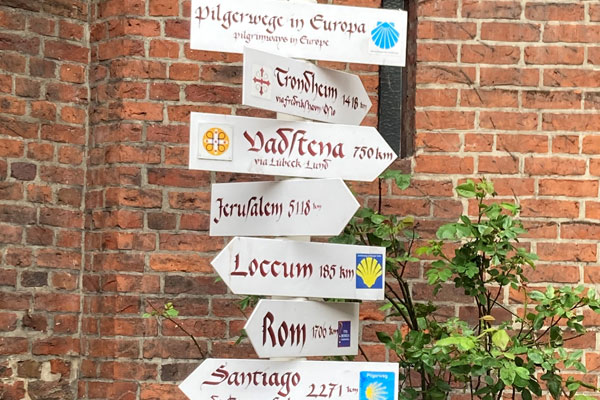 Pilgerwege in Europa
pilgrimways in Europe
Trondheim 1418 km
Vadstena 750 km
via Lübeck-Lund
Jerusalem 5118 km
Loccum 185 km
Rom 1706 km
Santiago 2271 km